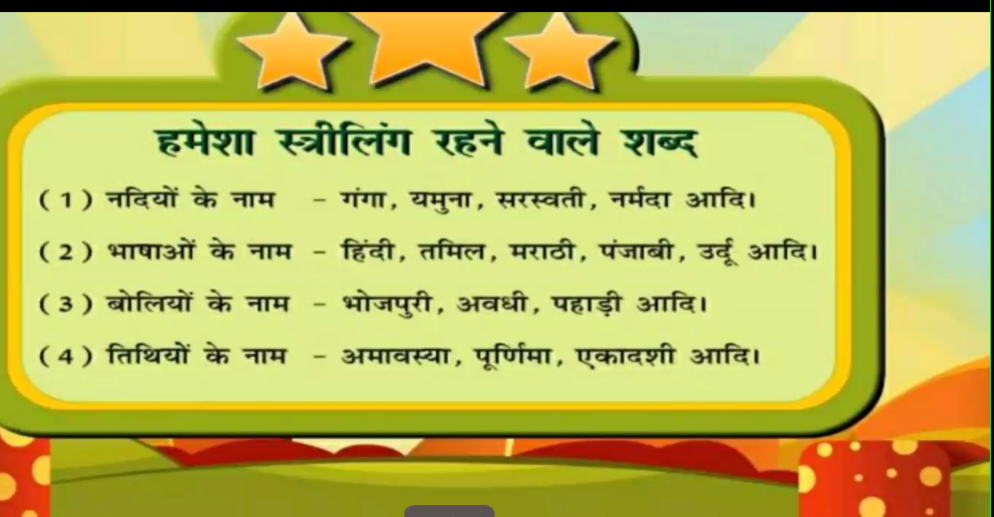 हमेशा स्त्रीलिंग रहने वाले शब्द
(1) नदियों के नाम - गंगा, यमुना, सरस्वती, नर्मदा आदि।
(2) भाषाओं के नाम - हिंदी, तमिल, मराठी, पंजाबी, उर्दू आदि।
(3) बोलियों के नाम - भोजपुरी, अवधी, पहाड़ी आदि।
(4) तिथियों के नाम - अमावस्या, पूर्णिमा, एकादशी आदि।